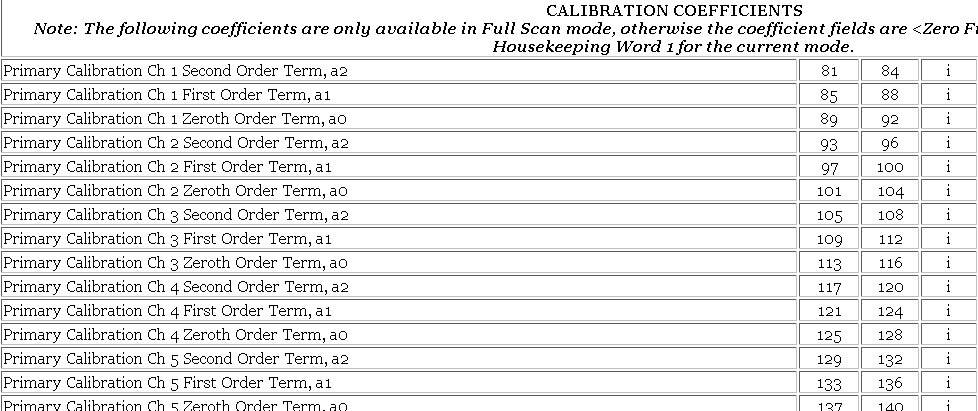 CALIBRATION COEFFICIENTS
Note: The following coefficients are only available in Full Scan mode, otherwise the coefficient fields are <Zero
Housekeeping Word 1 for the current mode.
Primary Calibration Ch 1 Second Order Term, a2 81 84 i
Primary Calibration Ch 1 First Order Term, a1 85 88 i
Primary Calibration Ch 1 Zeroth Order Term, a0 89 92 i
Primary Calibration Ch 2 Second Order Term, a2 93 96 i
Primary Calibration Ch 2 First Order Term, a1 97 100 i
Primary Calibration Ch 2 Zeroth Order Term, a0 101 104 i
Primary Calibration Ch 3 Second Order Term, a2 105 108 i
Primary Calibration Ch 3 First Order Term, a1 109 112 i
Primary Calibration Ch 3 Zeroth Order Term, a0 113 116 i
Primary Calibration Ch 4 Second Order Term, a2 117 120 i
Primary Calibration Ch 4 First Order Term, a1 121 124 i
Primary Calibration Ch 4 Zeroth Order Term, a0 125 128 i
Primary Calibration Ch 5 Second Order Term, a2 129 132 i
Primary Calibration Ch 5 First Order Term, a1 133 136 i
Primary Calibration Ch 5 Zeroth Order Term, a0 137 140 i